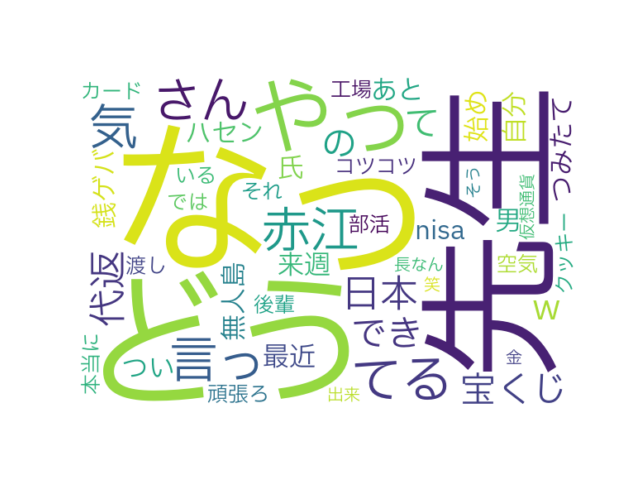 カード
さん
やっ
工場
あと
先生
気
ハセン
の
って
始め
自分
つみたて
銭ゲバ
なっ
いる
氏
コツコツ
そう
仮想通貨
では
それ
赤江
部活
nisa
男
クッキー
代返
渡し
どう
来週
長なん
空気
無人島
後輩
日本
笑
w
本当に
つい
言っ
最近
でき
金
頑張ろ
てる
出来
宝くじ